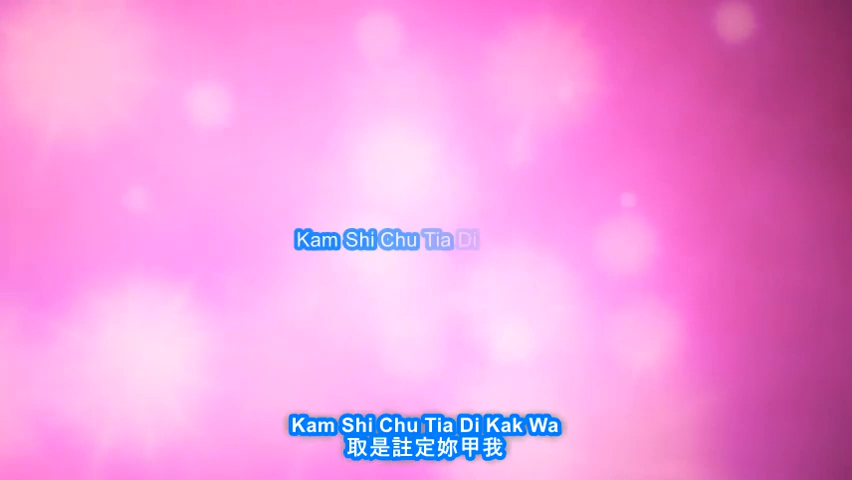 Kam Shi Chu Tia Di
Kam Shi Chu Tia Di Kak Wa
取是註定妳甲我